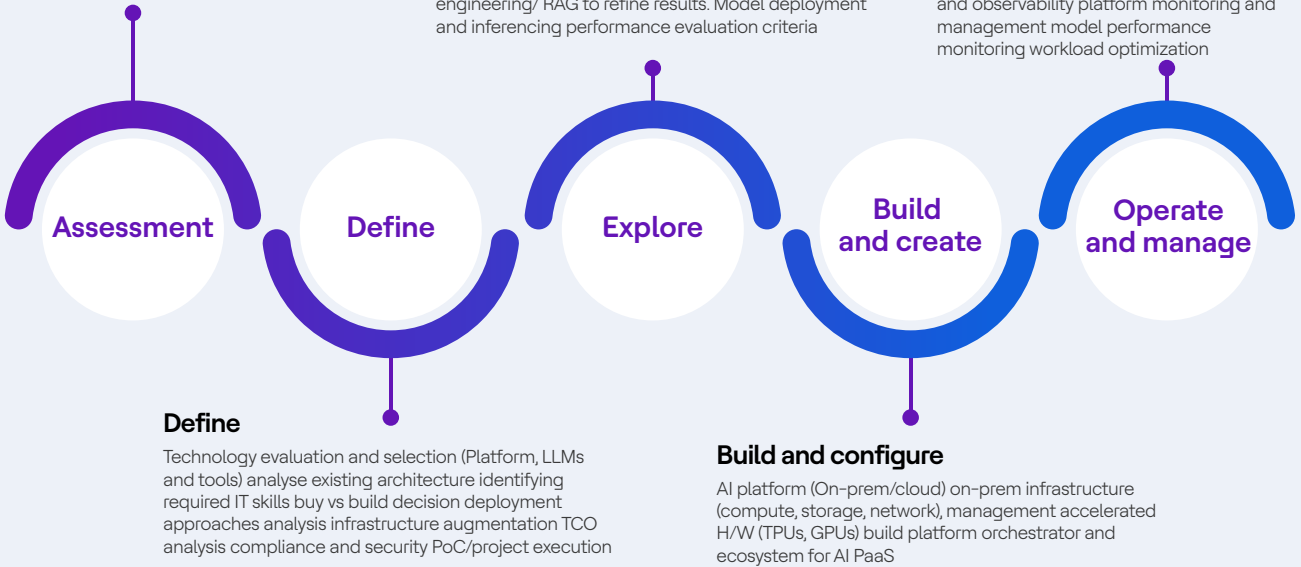 engineering/ RAG to refine results. Model deployment
and inferencing performance evaluation criteria
and observability platform monitoring and
management model performance
monitoring workload optimization
Assessment
Define
Explore
Build
and create
Operate
and manage
Define
Technology evaluation and selection (Platform, LLMs
and tools) analyse existing architecture identifying
required IT skills buy vs build decision deployment
approaches analysis infrastructure augmentation TCO
analysis compliance and security PoC/project execution
Build and configure
AI platform (On-prem/cloud) on-prem infrastructure
(compute, storage, network), management accelerated
H/W (TPUs, GPUs) build platform orchestrator and
ecosystem for AI PaaS